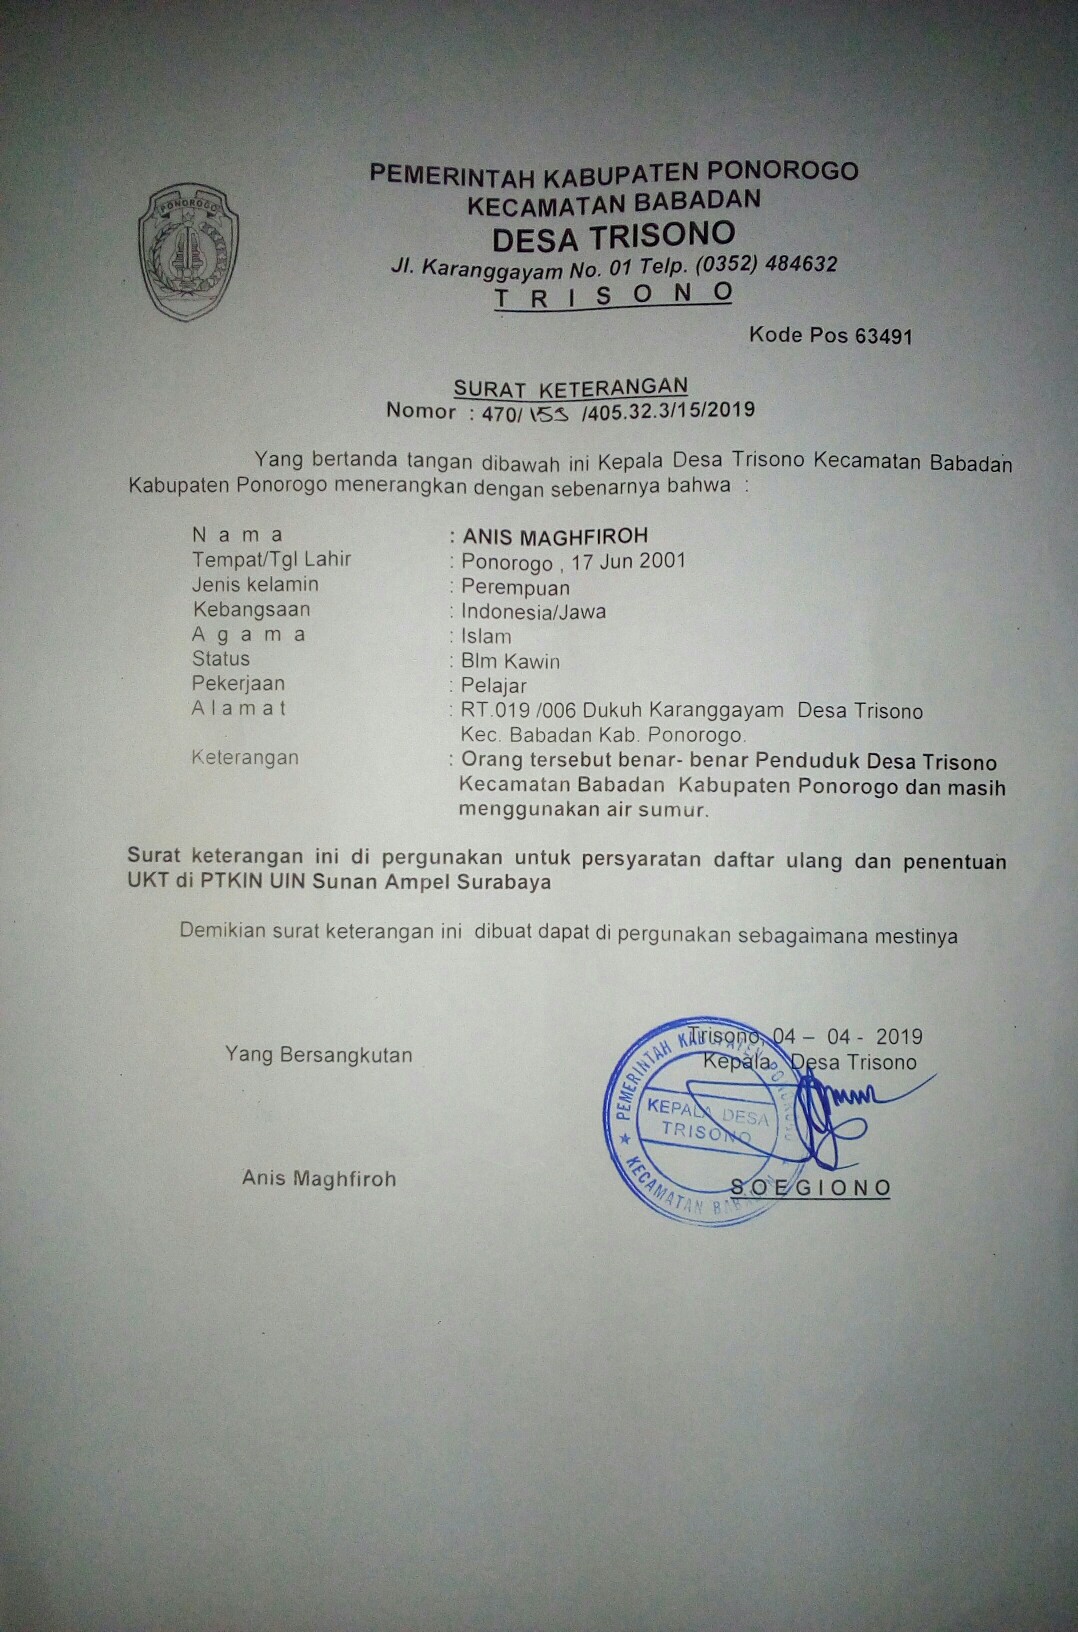 PONOROGO
PEMERINTAH KABUPATEN PONOROGO
KECAMATAN BABADAN
DESA TRISONO
Jl. Karanggayam No. 01 Telp. (0352) 484632
T R I S O N O
Kode Pos 63491
SURAT KETERANGAN
Nomor : 470/ 153 /405.32.3/15/2019
Yang bertanda tangan dibawah ini Kepala Desa Trisono Kecamatan Babadan
Kabupaten Ponorogo menerangkan dengan sebenarnya bahwa :
N a m a : ANIS MAGHFIROH
Tempat/Tgl Lahir : Ponorogo , 17 Jun 2001
Jenis kelamin : Perempuan
Kebangsaan : Indonesia/Jawa
A g a m a : Islam
Status : Blm Kawin
Pekerjaan : Pelajar
A l a m a t : RT.019 /006 Dukuh Karanggayam Desa Trisono
Kec. Babadan Kab. Ponorogo.
Keterangan : Orang tersebut benar- benar Penduduk Desa Trisono
Kecamatan Babadan Kabupaten Ponorogo dan masih
menggunakan air sumur.
Surat keterangan ini di pergunakan untuk persyaratan daftar ulang dan penentuan
UKT di PTKIN UIN Sunan Ampel Surabaya
Demikian surat keterangan ini dibuat dapat di pergunakan sebagaimana mestinya
Trisono, 04 – 04 - 2019
Yang Bersangkutan
Kepala Desa Trisono
PEMERINTAH KABUPATEN PONOROGO
KEPALA DESA
TRISONO
KECAMATAN BABADAN
Anis Maghfiroh
S O E G I O N O